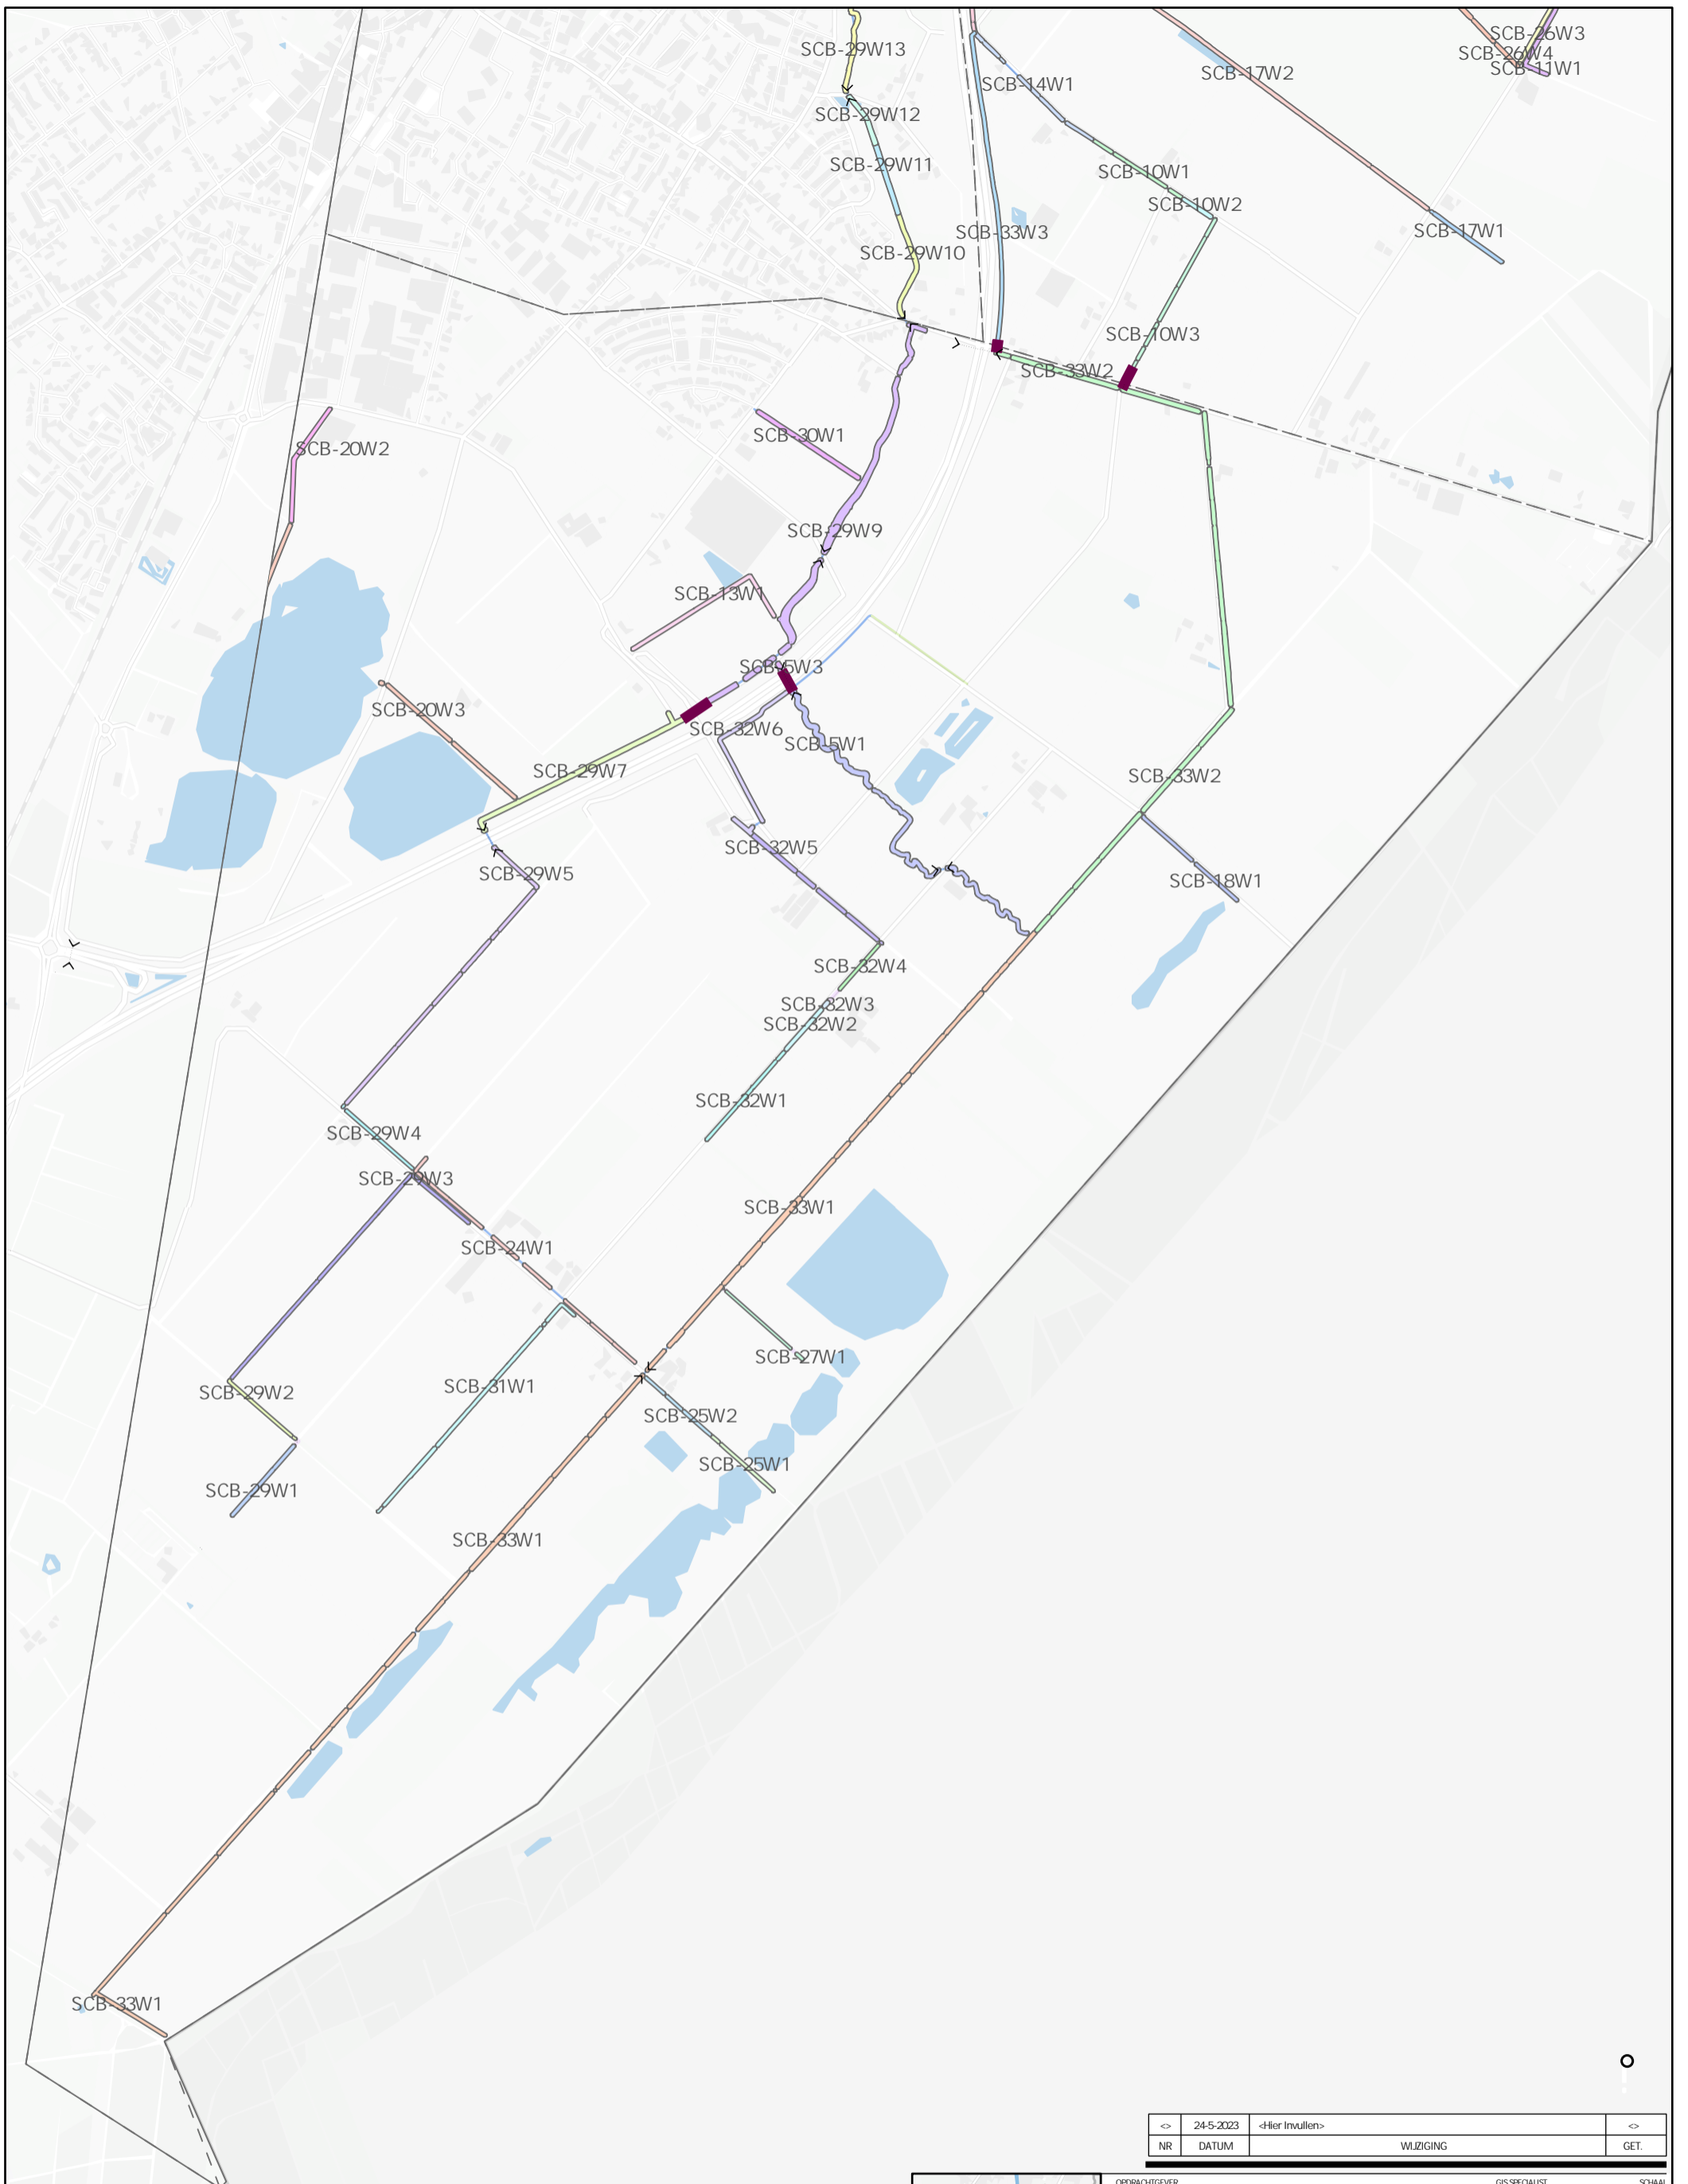 SCB-26W3
SCB-29W13
SCB-26W4
SCB-11W1
SCB-17W2
SCB-14W1
SCB-29W12
SCB-29W11
SCB-10W1
SCB-10W2
SCB-33W3
SCB-17W1
SCB-29W10
SCB-10W3
SCB-33W2
SCB-30W1
SCB-20W2
SCB-29W9
SCB-13W1
SCB-5W3
SCB-20W3
SCB-32W6
SCB-5W1
SCB-29W7
SCB-33W2
SCB-32W5
SCB-29W5
SCB-18W1
SCB-32W4
SCB-32W3
SCB-32W2
SCB-32W1
SCB-29W4
SCB-29W3
SCB-33W1
SCB-24W1
SCB-27W1
SCB-31W1
SCB-29W2
SCB-25W2
SCB-25W1
SCB-29W1
SCB-33W1
SCB-33W1
<> 24-5-2023 <Hier Invullen> <>
NR DATUM WIJZIGING GET.
OPDRACHTGEVER GIS SPECIALIST SCHAAL